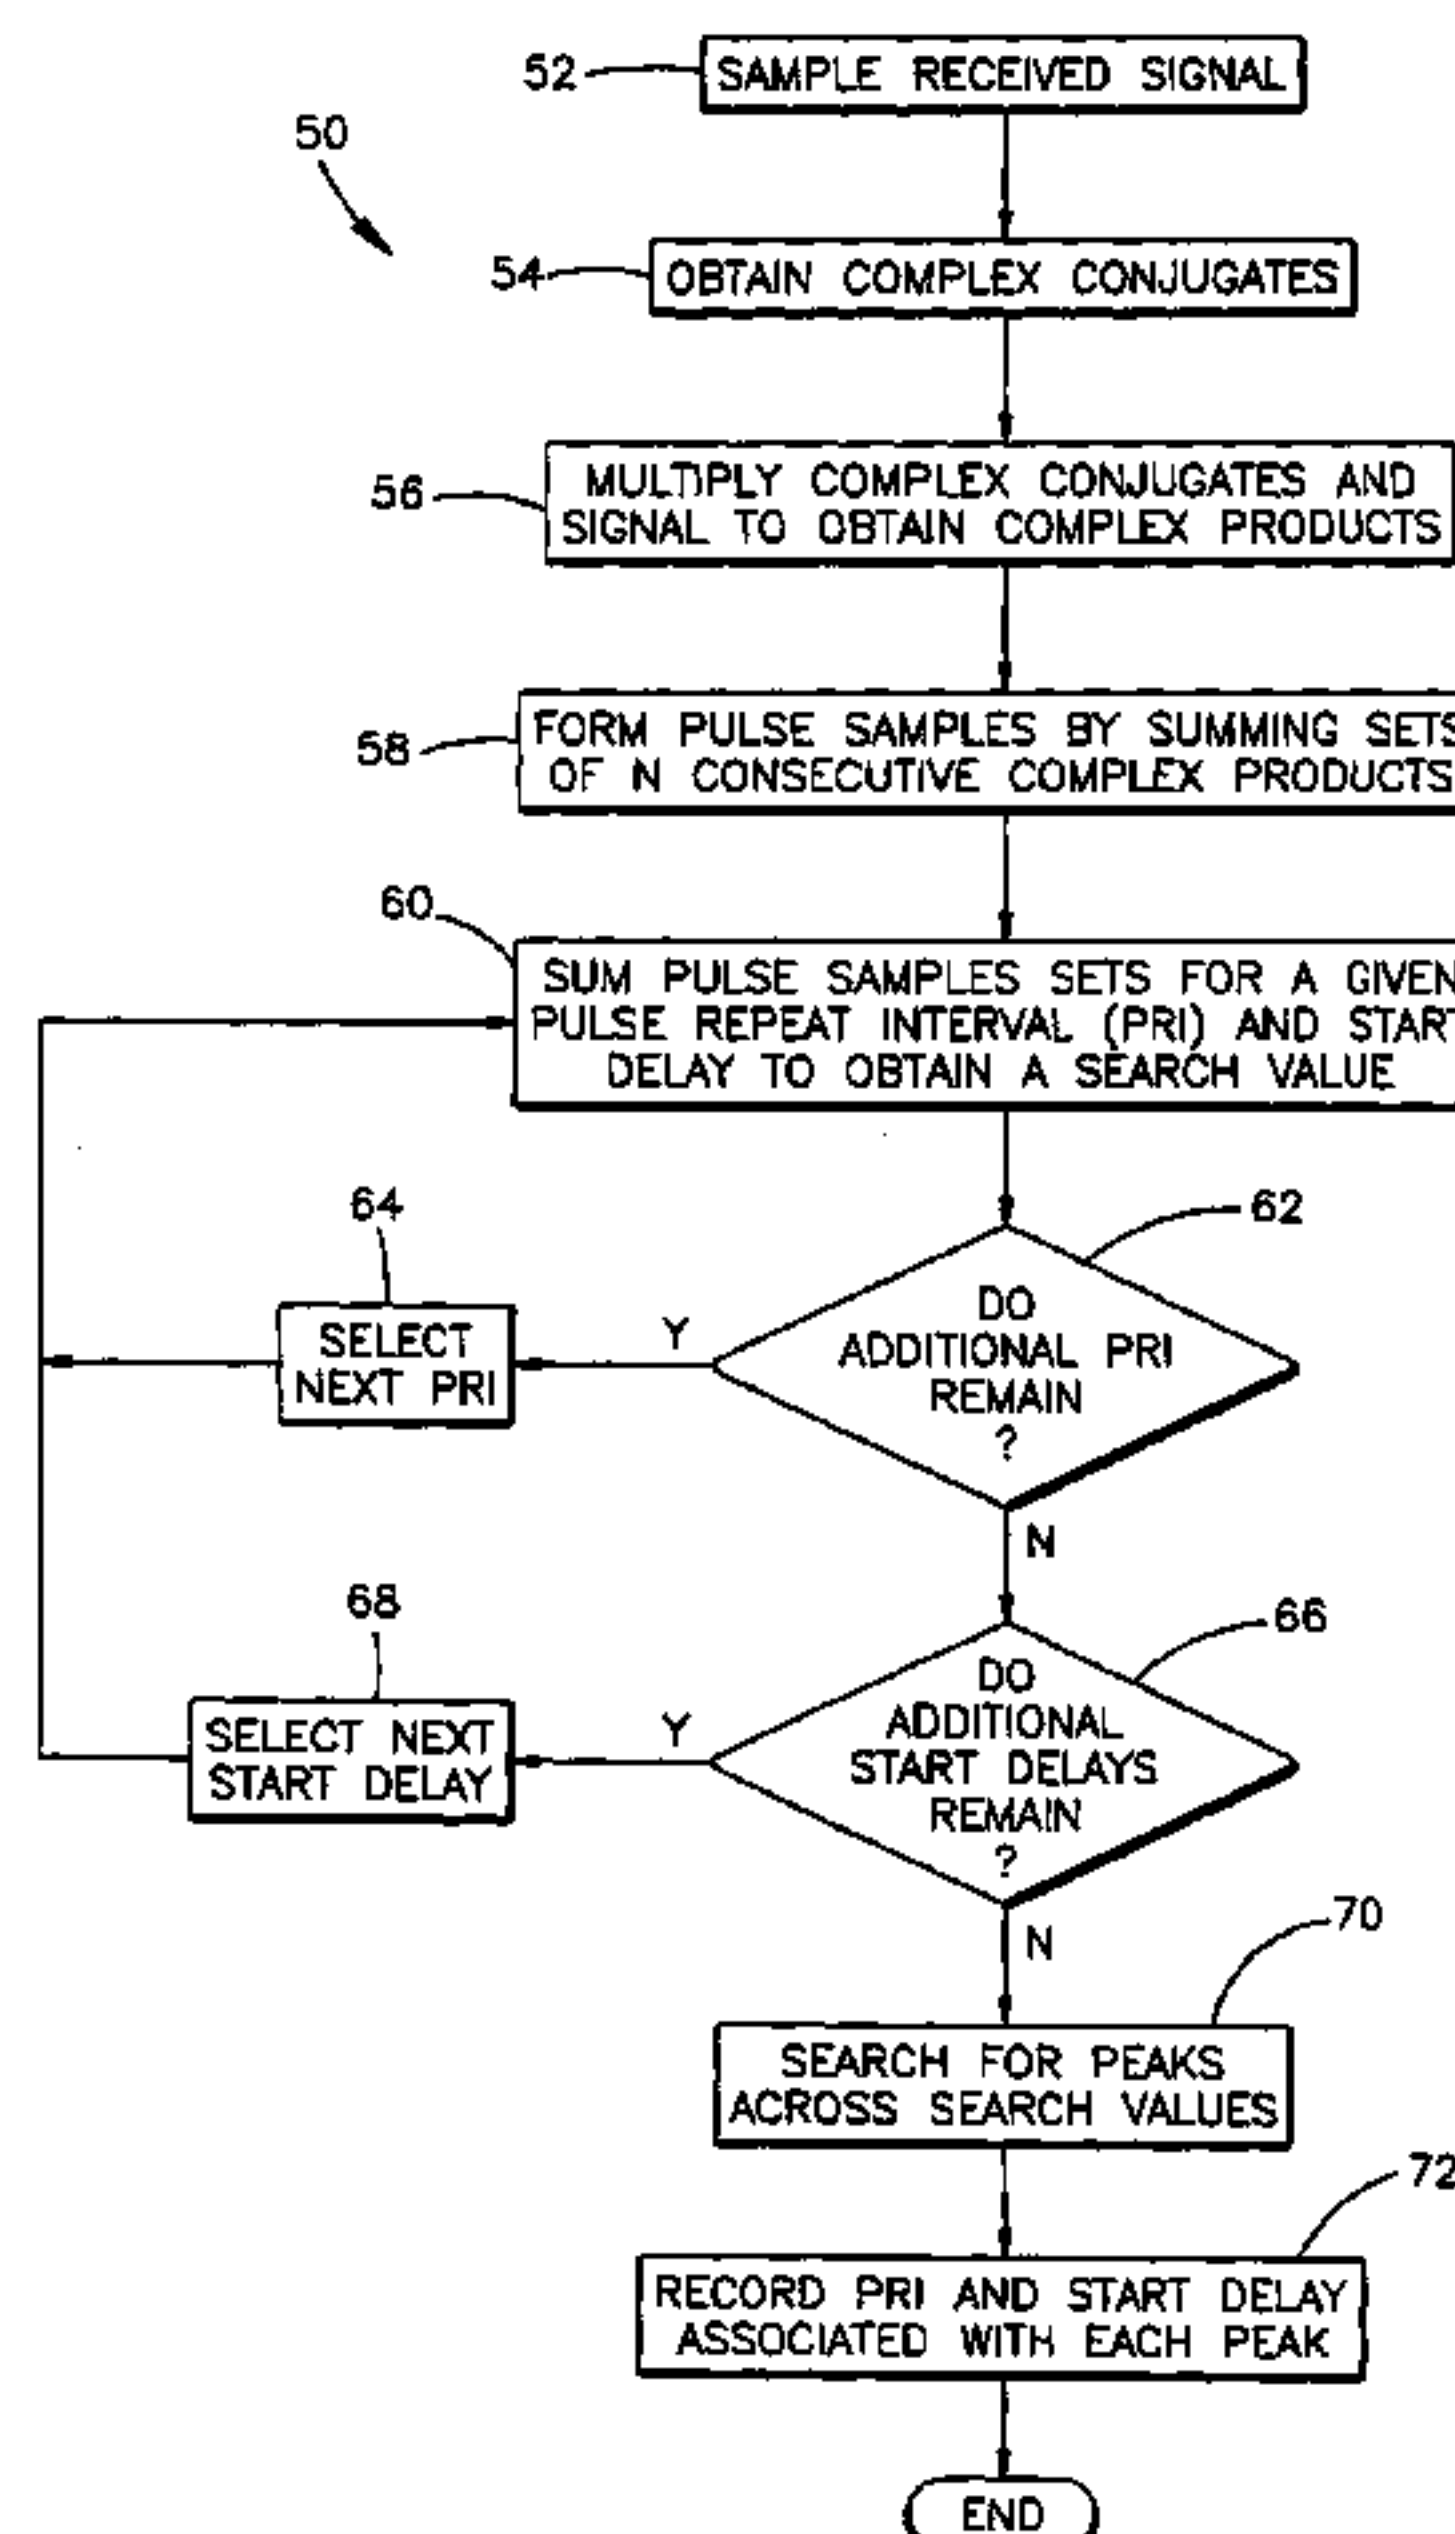 52
SAMPLE RECEIVED SIGNAL
50
54
OBTAIN COMPLEX CONJUGATES
56
MULTIPLY COMPLEX CONJUGATES AND
SIGNAL TO OBTAIN COMPLEX PRODUCTS
58
FORM PULSE SAMPLES BY SUMMING SETS
OF N CONSECUTIVE COMPLEX PRODUCTS
60
SUM PULSE SAMPLES SETS FOR A GIVEN
PULSE REPEAT INTERVAL (PRI) AND START
DELAY TO OBTAIN A SEARCH VALUE
62
64
DO
ADDITIONAL PRI
REMAIN
?
Y
SELECT
NEXT PRI
N
66
68
DO
ADDITIONAL
START DELAYS
REMAIN
?
Y
SELECT NEXT
START DELAY
N
70
SEARCH FOR PEAKS
ACROSS SEARCH VALUES
72
RECORD PRI AND START DELAY
ASSOCIATED WITH EACH PEAK
END